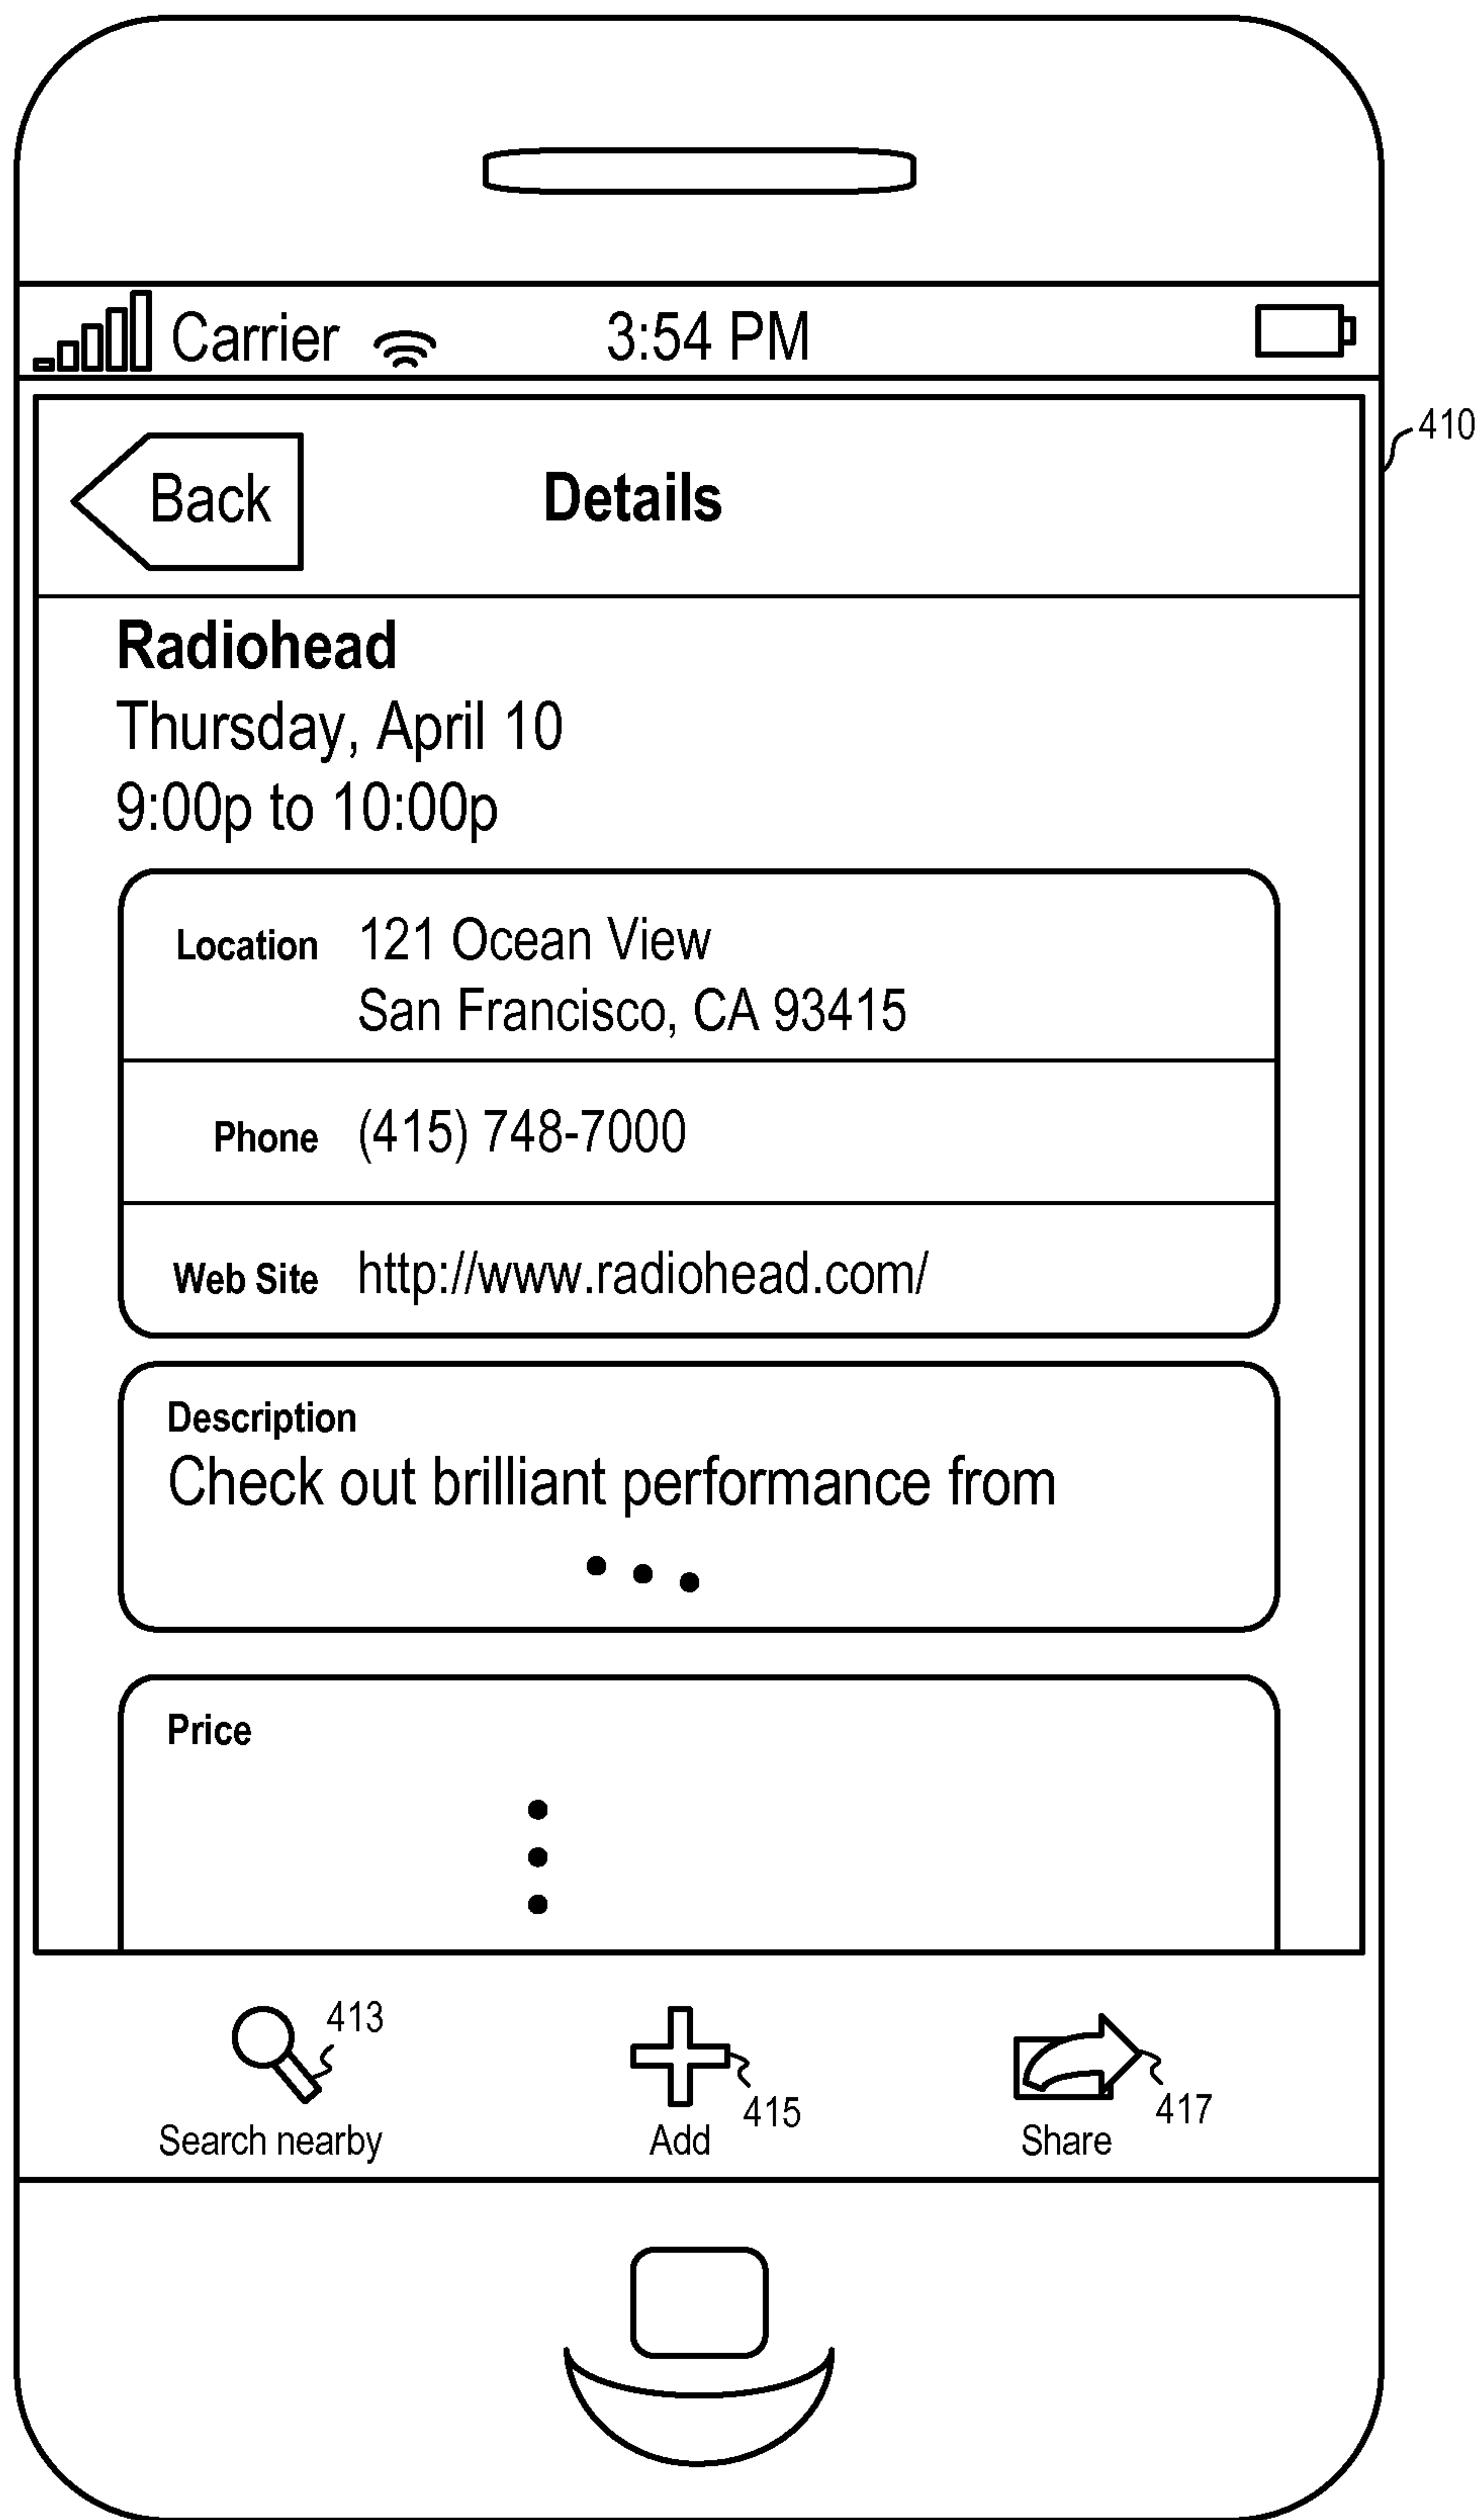 Carrier 3:54 PM
410
Back Details
Radiohead
Thursday, April 10
9:00p to 10:00p
Location 121 Ocean View
San Francisco, CA 93415
Phone (415) 748-7000
Web Site http://www.radiohead.com/
Description
Check out brilliant performance from
• • •
Price
413
415
417
Search nearby Add Share